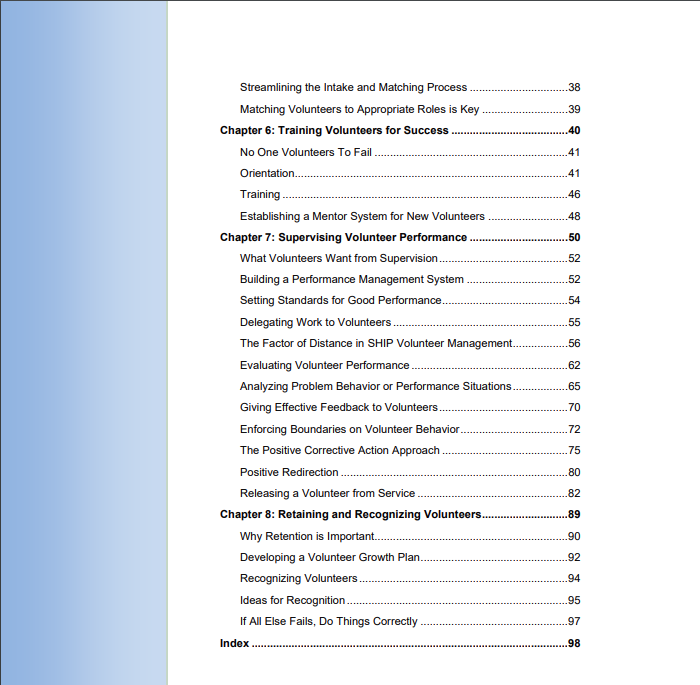 Streamlining the Intake and Matching Process ................................38
Matching Volunteers to Appropriate Roles is Key ............................39
Chapter 6: Training Volunteers for Success ......................................40
No One Volunteers To Fail ...............................................................41
Orientation.........................................................................................41
Training .............................................................................................46
Establishing a Mentor System for New Volunteers ..........................48
Chapter 7: Supervising Volunteer Performance ................................50
What Volunteers Want from Supervision..........................................52
Building a Performance Management System .................................52
Setting Standards for Good Performance.........................................54
Delegating Work to Volunteers .........................................................55
The Factor of Distance in SHIP Volunteer Management..................56
Evaluating Volunteer Performance ...................................................62
Analyzing Problem Behavior or Performance Situations..................65
Giving Effective Feedback to Volunteers..........................................70
Enforcing Boundaries on Volunteer Behavior...................................72
The Positive Corrective Action Approach .........................................75
Positive Redirection ..........................................................................80
Releasing a Volunteer from Service .................................................82
Chapter 8: Retaining and Recognizing Volunteers............................89
Why Retention is Important...............................................................90
Developing a Volunteer Growth Plan................................................92
Recognizing Volunteers ....................................................................94
Ideas for Recognition ........................................................................95
If All Else Fails, Do Things Correctly ................................................97
Index .......................................................................................................98